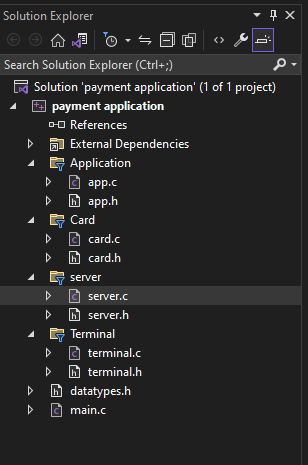 Solution Explorer
Search Solution Explorer (Ctrl+;)
Solution 'payment application' (1 of 1 project)
payment application
References
External Dependencies
Application
app.c
app.h
Card
card.c
card.h
server
server.c
server.h
Terminal
terminal.c
terminal.h
datatypes.h
main.c